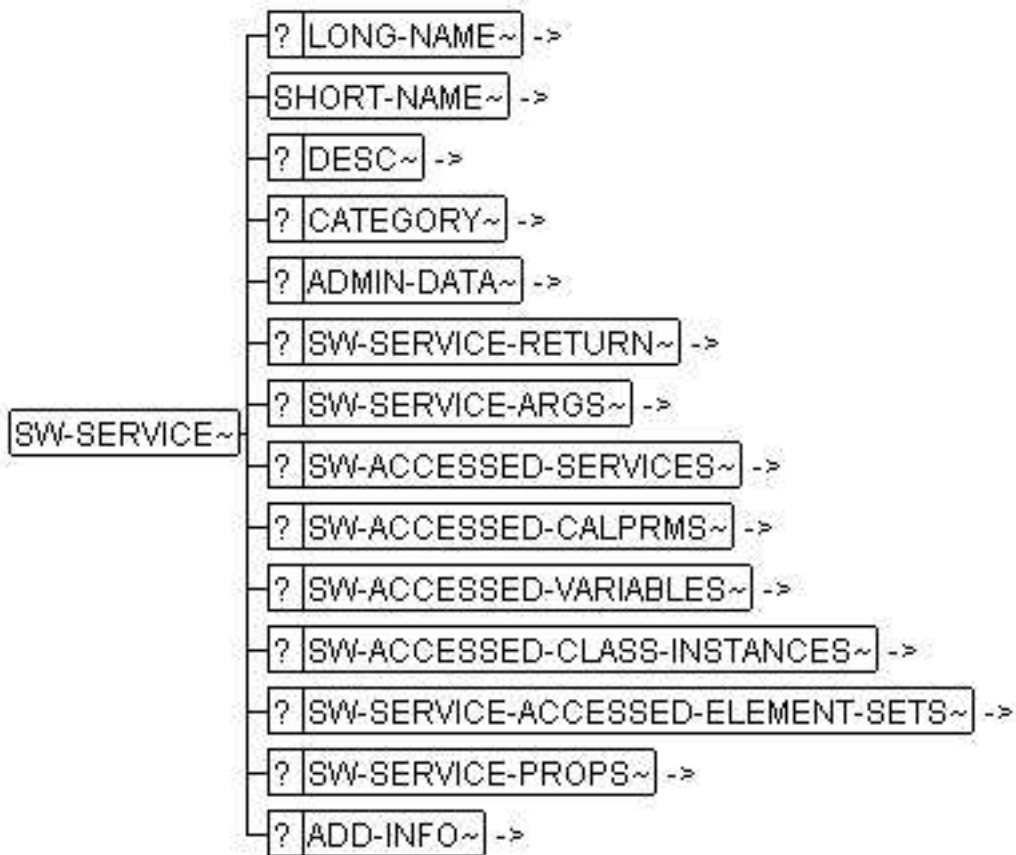 ? LONG-NAME~ ->
SHORT-NAME~ ->
? DESC~ ->
? CATEGORY~ ->
? ADMIN-DATA~ ->
? SW-SERVICE-RETURN~ ->
? SW-SERVICE-ARGS~ ->
SW-SERVICE~
? SW-ACCESSED-SERVICES~ ->
? SW-ACCESSED-CALPRMS~ ->
? SW-ACCESSED-VARIABLES~ ->
? SW-ACCESSED-CLASS-INSTANCES~ ->
? SW-SERVICE-ACCESSED-ELEMENT-SETS~ ->
? SW-SERVICE-PROPS~ ->
? ADD-INFO~ ->